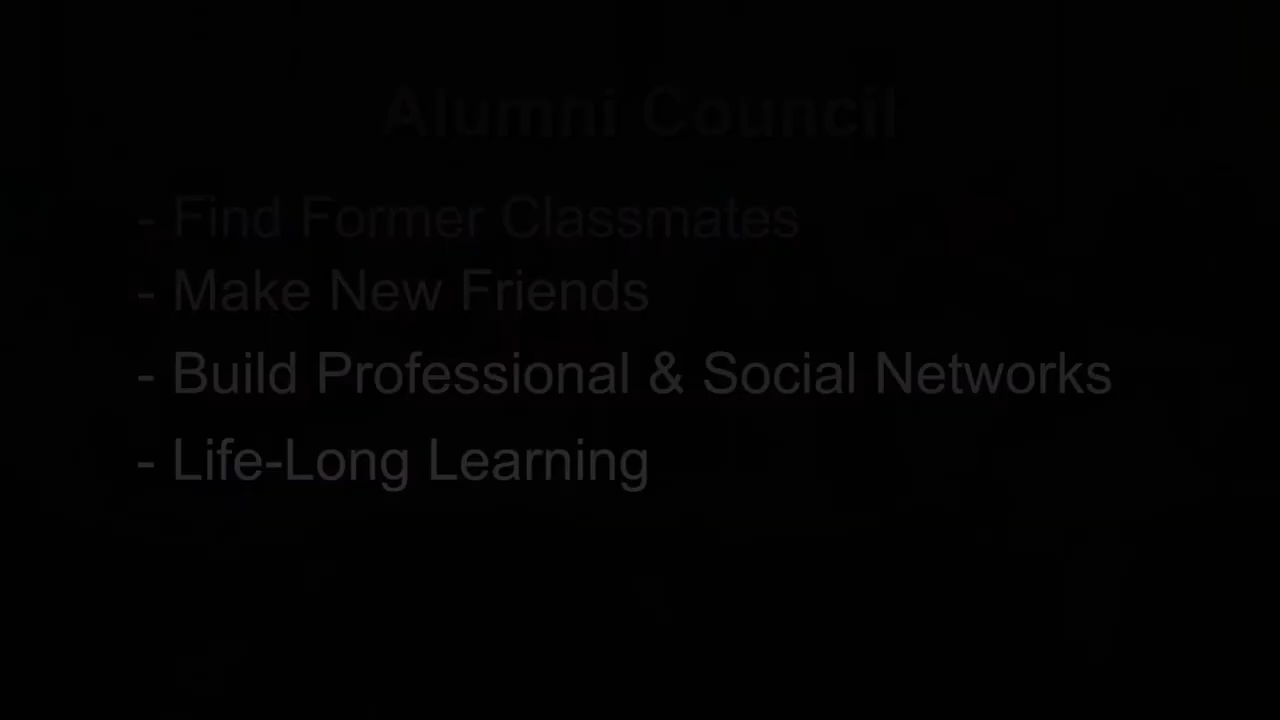 Alumni Council
- Find Former Classmates
- Make New Friends
- Build Professional & Social Networks
- Life-Long Learning